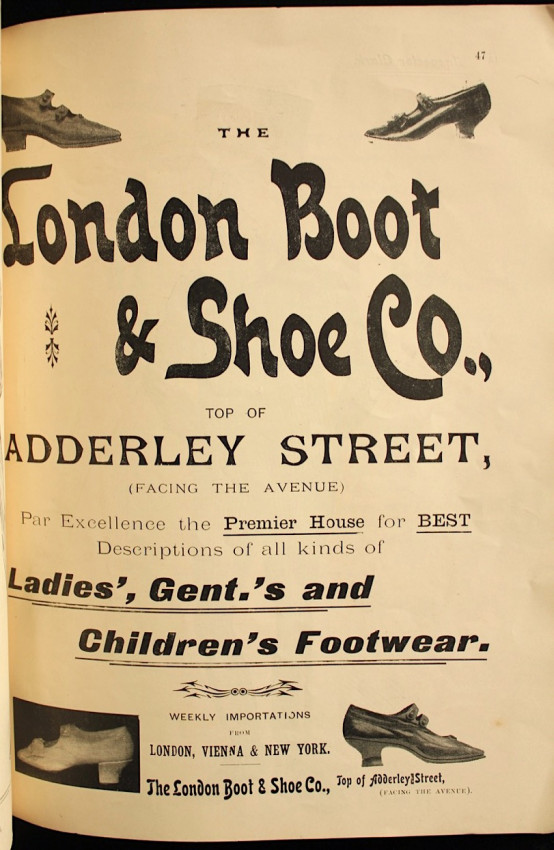 47
THE
London Boot
& Shoe Co.,
TOP OF
ADDERLEY STREET,
(FACING THE AVENUE)
Par Excellence the Premier House for BEST
Descriptions of all kinds of
Ladies', Gent.'s and
Children's Footwear.
WEEKLY IMPORTATIONS
FROM
LONDON, VIENNA & NEW YORK.
The London Boot & Shoe Co., Top of Adderley Street,
(FACING THE AVENUE).